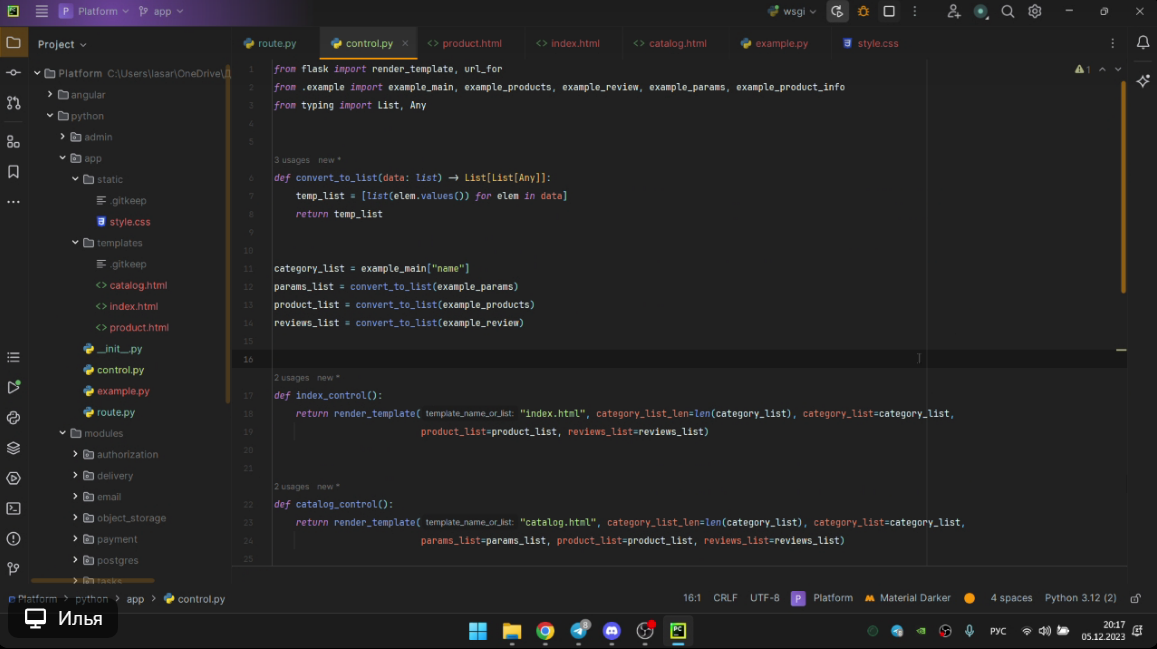 P Platform app wsgi
Project
route.py control.py product.html index.html catalog.html example.py style.css
Platform C:\Users\lasar\OneDrive\
angular
python
admin
app
static
.gitkeep
style.css
templates
.gitkeep
catalog.html
index.html
product.html
__init__.py
control.py
example.py
route.py
modules
authorization
delivery
email
object_storage
payment
postgres
tasks
1 from flask import render_template, url_for
2 from .example import example_main, example_products, example_review, example_params, example_product_info
3 from typing import List, Any
4
5
3 usages new *
6 def convert_to_list(data: list) → List[List[Any]]:
7 temp_list = [list(elem.values()) for elem in data]
8 return temp_list
9
10
11 category_list = example_main["name"]
12 params_list = convert_to_list(example_params)
13 product_list = convert_to_list(example_products)
14 reviews_list = convert_to_list(example_review)
15
16
2 usages new *
17 def index_control():
18 return render_template( template_name_or_list: "index.html", category_list_len=len(category_list), category_list=category_list,
19 product_list=product_list, reviews_list=reviews_list)
20
21
2 usages new *
22 def catalog_control():
23 return render_template( template_name_or_list: "catalog.html", category_list_len=len(category_list), category_list=category_list,
24 params_list=params_list, product_list=product_list, reviews_list=reviews_list)
25
1
Platform > python > app > control.py
16:1 CRLF UTF-8 P Platform Material Darker 4 spaces Python 3.12 (2)
Илья
8
PC
РУС
20:17
05.12.2023